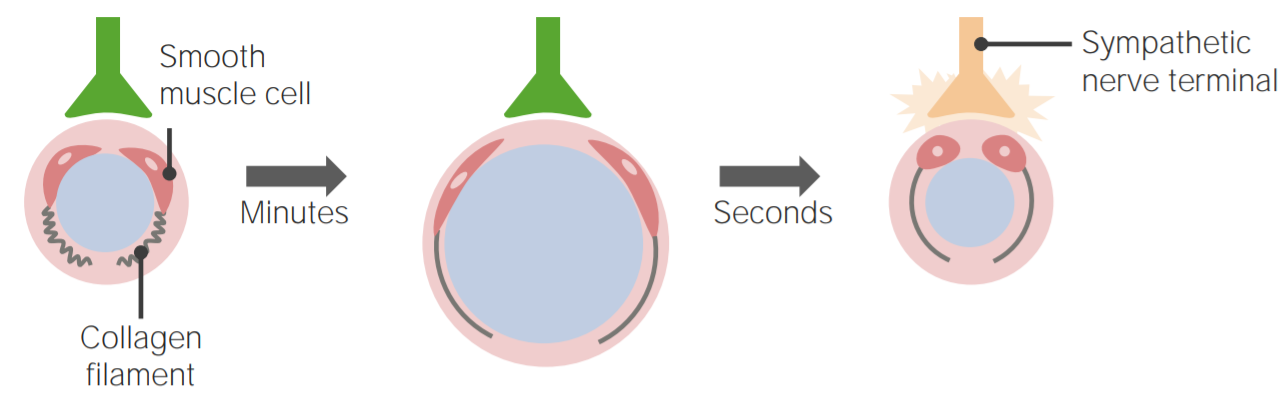 Smooth
muscle cell
Collagen
filament
Minutes
Seconds
Sympathetic
nerve terminal